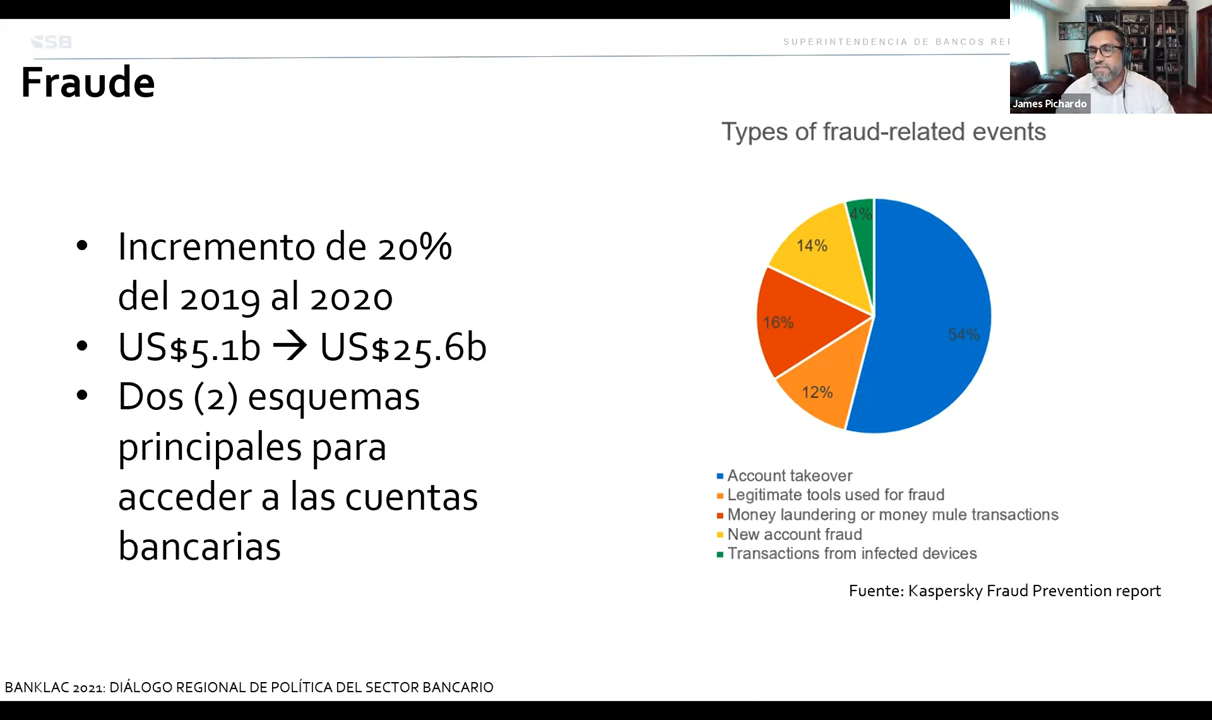 SB
SUPERINTENDENCIA DE BANCOS
Fraude
James Pichardo
Types of fraud-related events
• Incremento de 20%
del 2019 al 2020
• US$5.1b → US$25.6b
• Dos (2) esquemas
principales para
acceder a las cuentas
bancarias
4%
14%
16%
54%
12%
Account takeover
Legitimate tools used for fraud
Money laundering or money mule transactions
New account fraud
Transactions from infected devices
Fuente: Kaspersky Fraud Prevention report
BANKLAC 2021: DIÁLOGO REGIONAL DE POLÍTICA DEL SECTOR BANCARIO